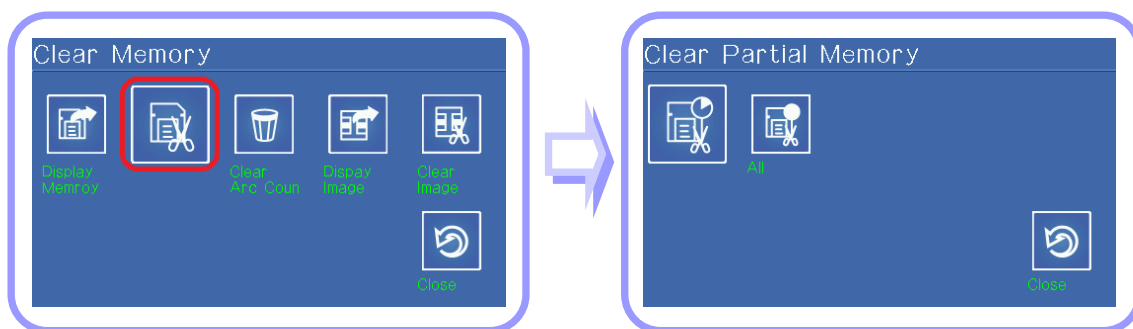 Clear Memory
Display
Memroy
Clear
Arc Coun
Dispay
Image
Clear
Image
Close
Clear Partial Memory
All
Close